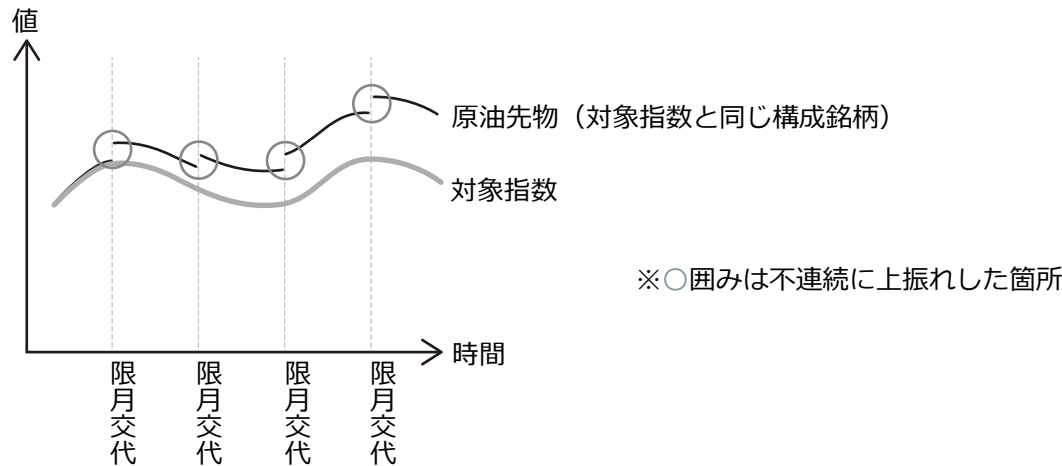 値
原油先物（対象指数と同じ構成銘柄）
対象指数
※○囲みは不連続に上振れした箇所
時間
限月交代
限月交代
限月交代
限月交代